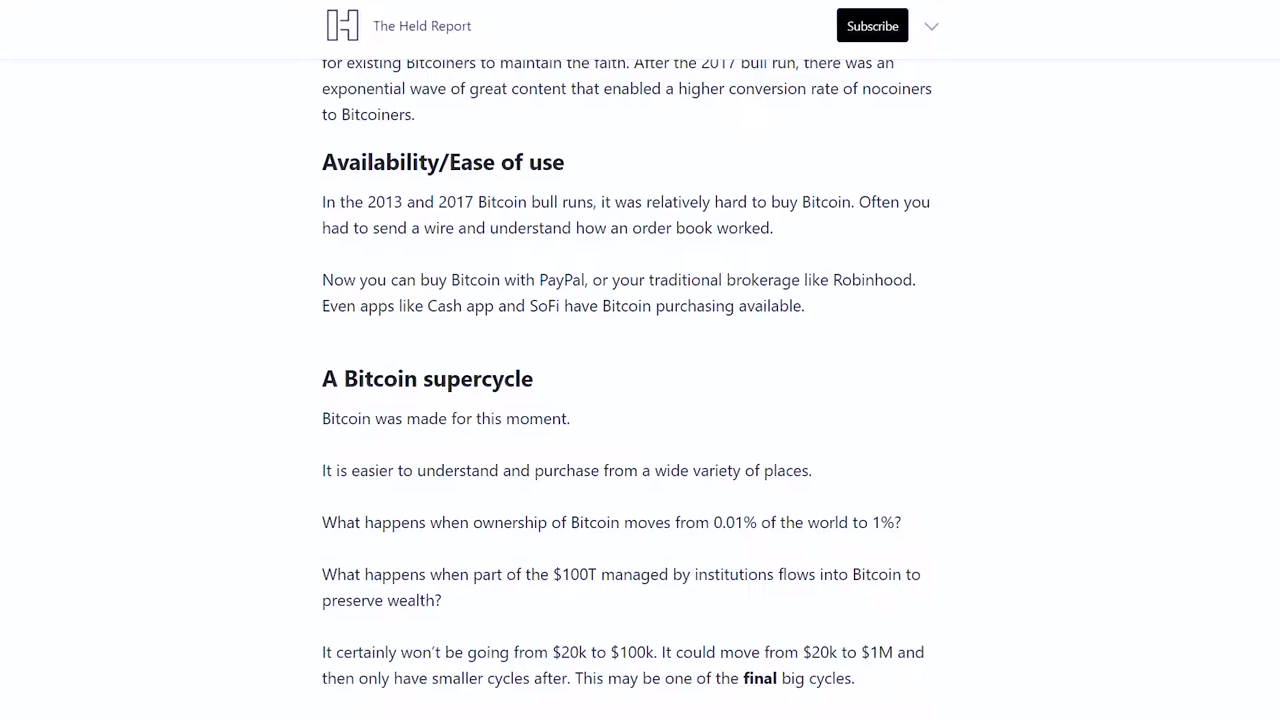 The Held Report
Subscribe
for existing Bitcoiners to maintain the faith. After the 2017 bull run, there was an
exponential wave of great content that enabled a higher conversion rate of nocoiners
to Bitcoiners.
Availability/Ease of use
In the 2013 and 2017 Bitcoin bull runs, it was relatively hard to buy Bitcoin. Often you
had to send a wire and understand how an order book worked.
Now you can buy Bitcoin with PayPal, or your traditional brokerage like Robinhood.
Even apps like Cash app and SoFi have Bitcoin purchasing available.
A Bitcoin supercycle
Bitcoin was made for this moment.
It is easier to understand and purchase from a wide variety of places.
What happens when ownership of Bitcoin moves from 0.01% of the world to 1%?
What happens when part of the $100T managed by institutions flows into Bitcoin to
preserve wealth?
It certainly won't be going from $20k to $100k. It could move from $20k to $1M and
then only have smaller cycles after. This may be one of the final big cycles.